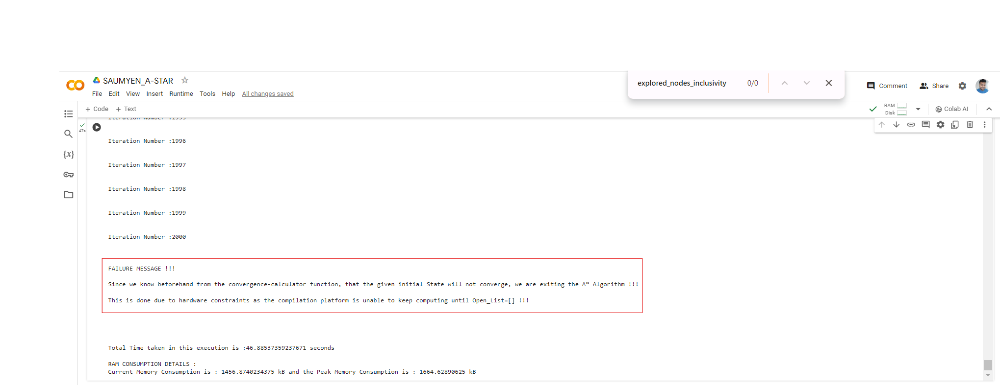 explored_nodes_inclusivity 0/0
SAUMYEN_A-STAR
Comment Share
File Edit View Insert Runtime Tools Help All changes saved
+ Code + Text
RAM
Disk
Colab AI
47s
Iteration Number :1995
Iteration Number :1996
{x}
Iteration Number :1997
Iteration Number :1998
Iteration Number :1999
Iteration Number :2000
FAILURE MESSAGE !!!
Since we know beforehand from the convergence-calculator function, that the given initial State will not converge, we are exiting the A* Algorithm !!!
This is done due to hardware constraints as the compilation platform is unable to keep computing until Open_List=[] !!!
Total Time taken in this execution is :46.88537359237671 seconds
RAM CONSUMPTION DETAILS :
Current Memory Consumption is : 1456.8740234375 kB and the Peak Memory Consumption is : 1664.62890625 kB